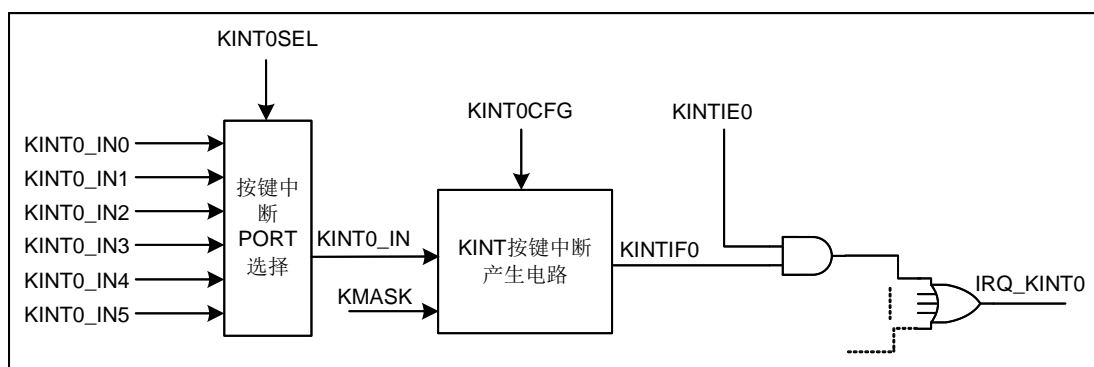 KINT0SEL
KINT0_IN0
KINT0_IN1
KINT0_IN2
KINT0_IN3
KINT0_IN4
KINT0_IN5
按键中
断
PORT
选择
KINT0_IN
KMASK
KINT0CFG
KINT按键中断
产生电路
KINTIF0
KINTIE0
IRQ_KINT0